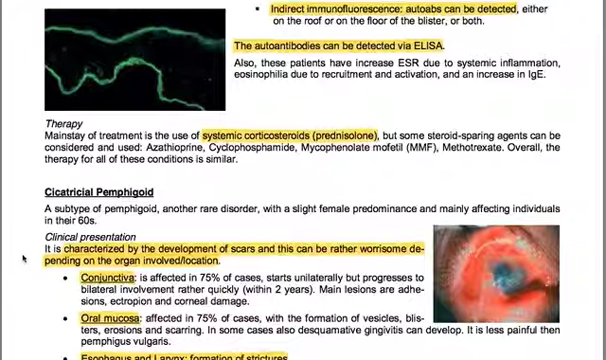 Indirect immunofluorescence: autoabs can be detected, either
on the roof or on the floor of the blister, or both.
The autoantibodies can be detected via ELISA.
Also, these patients have increase ESR due to systemic inflammation,
eosinophilia due to recruitment and activation, and an increase in IgE.
Therapy
Mainstay of treatment is the use of systemic corticosteroids (prednisolone), but some steroid-sparing agents can be
considered and used: Azathioprine, Cyclophosphamide, Mycophenolate mofetil (MMF), Methotrexate. Overall, the
therapy for all of these conditions is similar.
Cicatricial Pemphigoid
A subtype of pemphigoid, another rare disorder, with a slight female predominance and mainly affecting individuals
in their 60s.
Clinical presentation
It is characterized by the development of scars and this can be rather worrisome de-
pending on the organ involved/location.
• Conjunctiva: is affected in 75% of cases, starts unilaterally but progresses to
bilateral involvement rather quickly (within 2 years). Main lesions are adhe-
sions, ectropion and corneal damage.
• Oral mucosa: affected in 75% of cases, with the formation of vesicles, blis-
ters, erosions and scarring. In some cases also desquamative gingivitis can develop. It is less painful then
pemphigus vulgaris.
• Esophagus and Larynx: formation of strictures